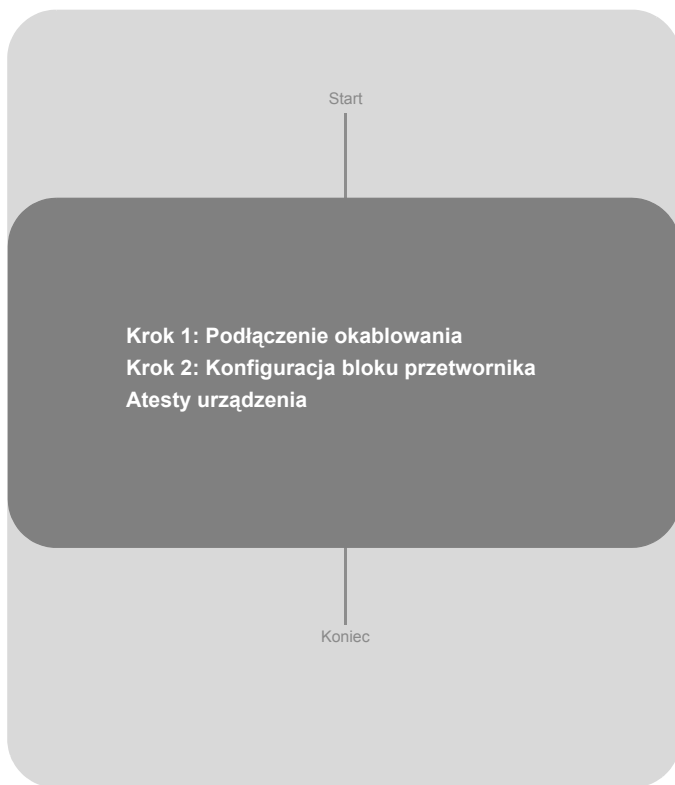 Start
Krok 1: Podłączenie okablowania
Krok 2: Konfiguracja bloku przetwornika
Atesty urządzenia
Koniec